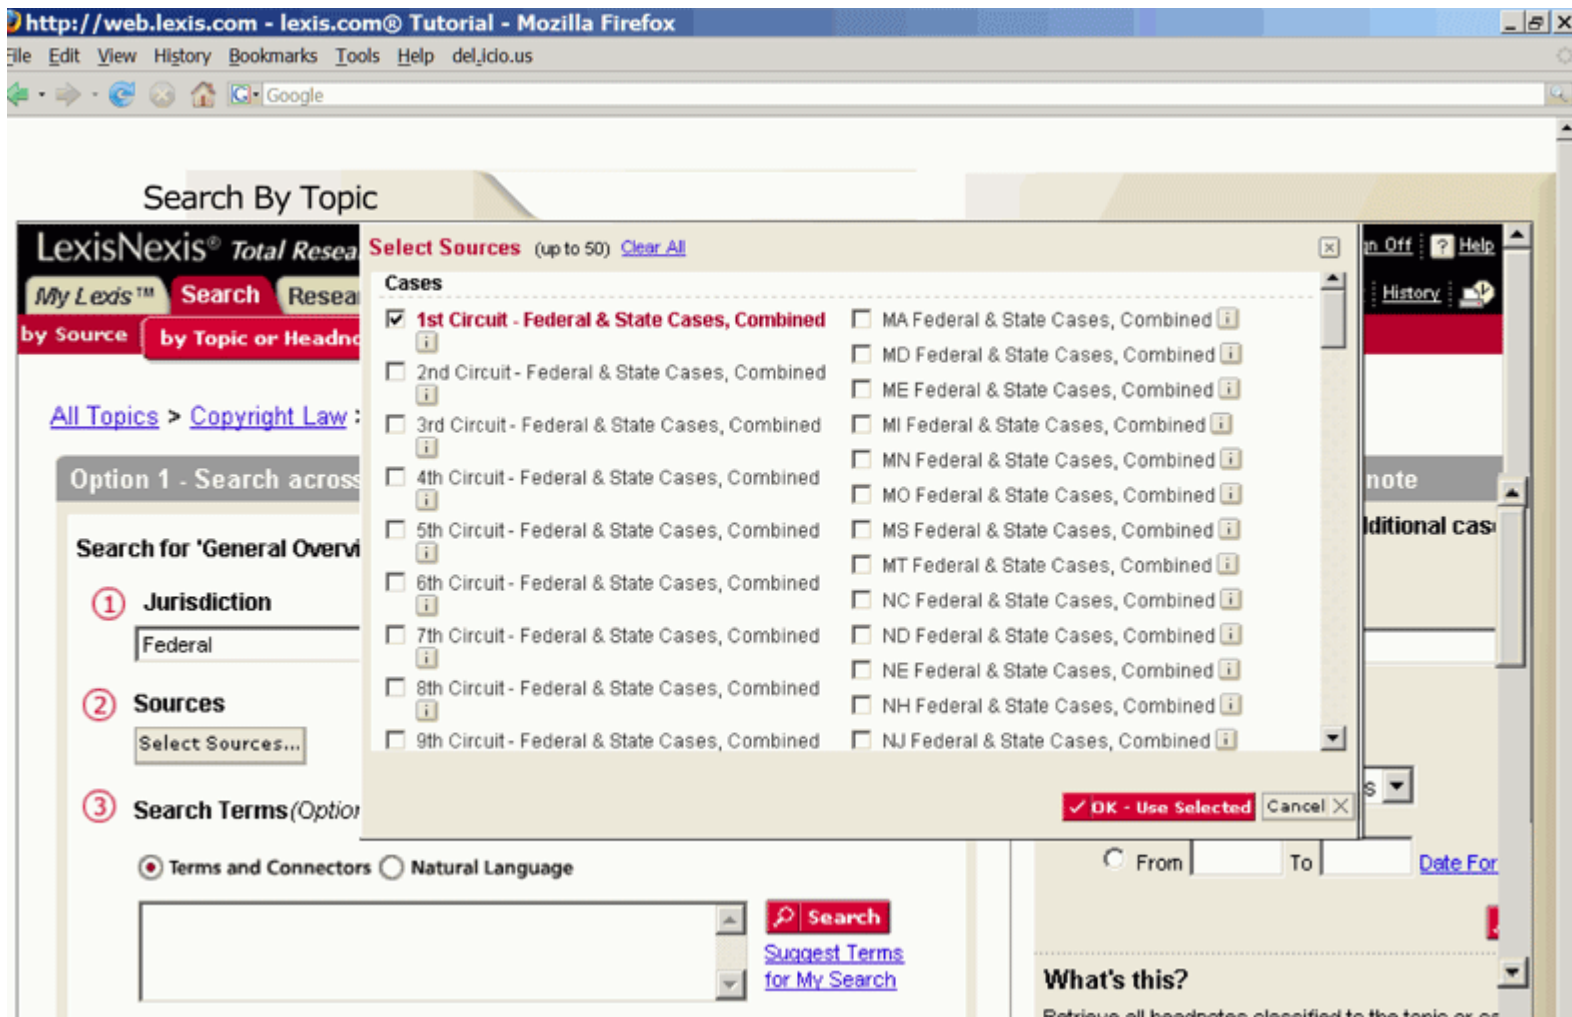 http://web.lexis.com - lexis.com® Tutorial - Mozilla Firefox
File Edit View History Bookmarks Tools Help del.icio.us
Google
Search By Topic
LexisNexis® Total Resea
Select Sources (up to 50) Clear All
n Off ? Help
My Lexis™ Search Resea
History
by Source by Topic or Headno
Cases
1st Circuit - Federal & State Cases, Combined i
MA Federal & State Cases, Combined i
MD Federal & State Cases, Combined i
2nd Circuit - Federal & State Cases, Combined i
ME Federal & State Cases, Combined i
All Topics > Copyright Law >
3rd Circuit - Federal & State Cases, Combined i
MI Federal & State Cases, Combined i
MN Federal & State Cases, Combined i
Option 1 - Search across
4th Circuit - Federal & State Cases, Combined i
MO Federal & State Cases, Combined i
note
5th Circuit - Federal & State Cases, Combined i
MS Federal & State Cases, Combined i
dditional cas
Search for 'General Overvi
MT Federal & State Cases, Combined i
6th Circuit - Federal & State Cases, Combined i
NC Federal & State Cases, Combined i
1 Jurisdiction
Federal
7th Circuit - Federal & State Cases, Combined i
ND Federal & State Cases, Combined i
NE Federal & State Cases, Combined i
8th Circuit - Federal & State Cases, Combined i
NH Federal & State Cases, Combined i
2 Sources
Select Sources...
9th Circuit - Federal & State Cases, Combined
NJ Federal & State Cases, Combined i
3 Search Terms (Option
OK - Use Selected Cancel X
s
Terms and Connectors Natural Language
From To Date For
Search
Suggest Terms
for My Search
What's this?
Retrieve all headnotes classified to the topic or